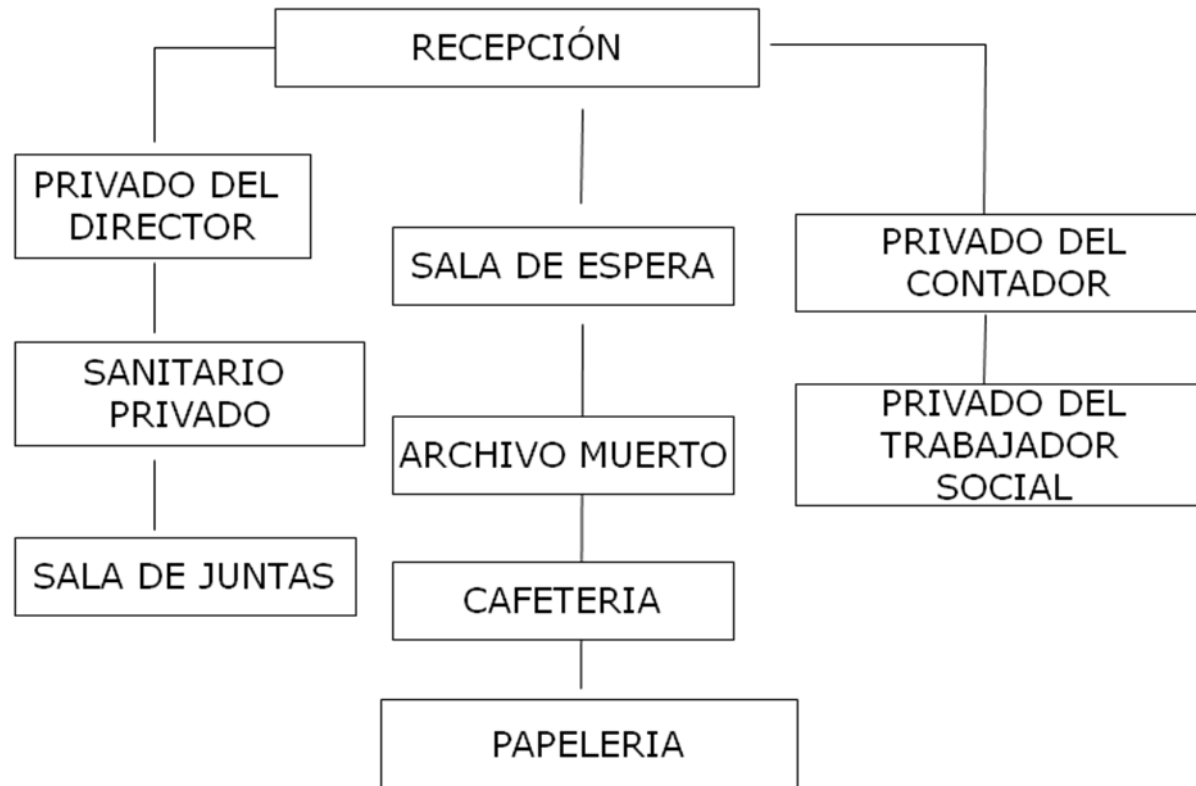 RECEPCIÓN
PRIVADO DEL
DIRECTOR
SALA DE ESPERA
PRIVADO DEL
CONTADOR
SANITARIO
PRIVADO
ARCHIVO MUERTO
PRIVADO DEL
TRABAJADOR
SOCIAL
SALA DE JUNTAS
CAFETERIA
PAPELERIA